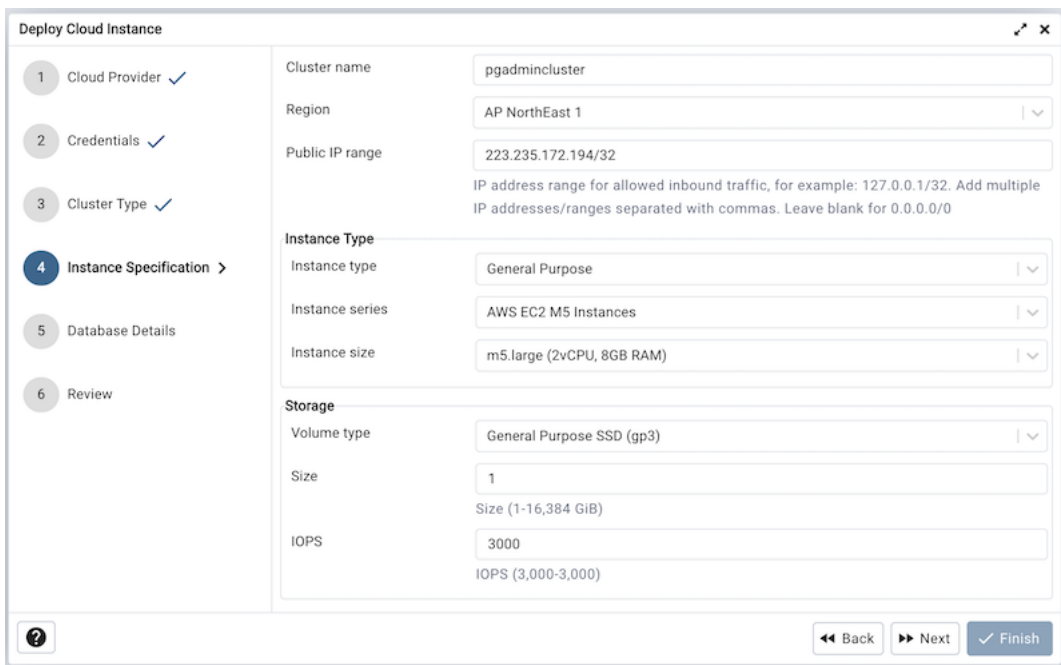 Deploy Cloud Instance
1 Cloud Provider
2 Credentials
3 Cluster Type
4 Instance Specification
5 Database Details
6 Review
Cluster name
pgadmincluster
Region
AP NorthEast 1
Public IP range
223.235.172.194/32
IP address range for allowed inbound traffic, for example: 127.0.0.1/32. Add multiple
IP addresses/ranges separated with commas. Leave blank for 0.0.0.0/0
Instance Type
Instance type
General Purpose
Instance series
AWS EC2 M5 Instances
Instance size
m5.large (2vCPU, 8GB RAM)
Storage
Volume type
General Purpose SSD (gp3)
Size
1
Size (1-16,384 GiB)
IOPS
3000
IOPS (3,000-3,000)
?
Back
Next
Finish